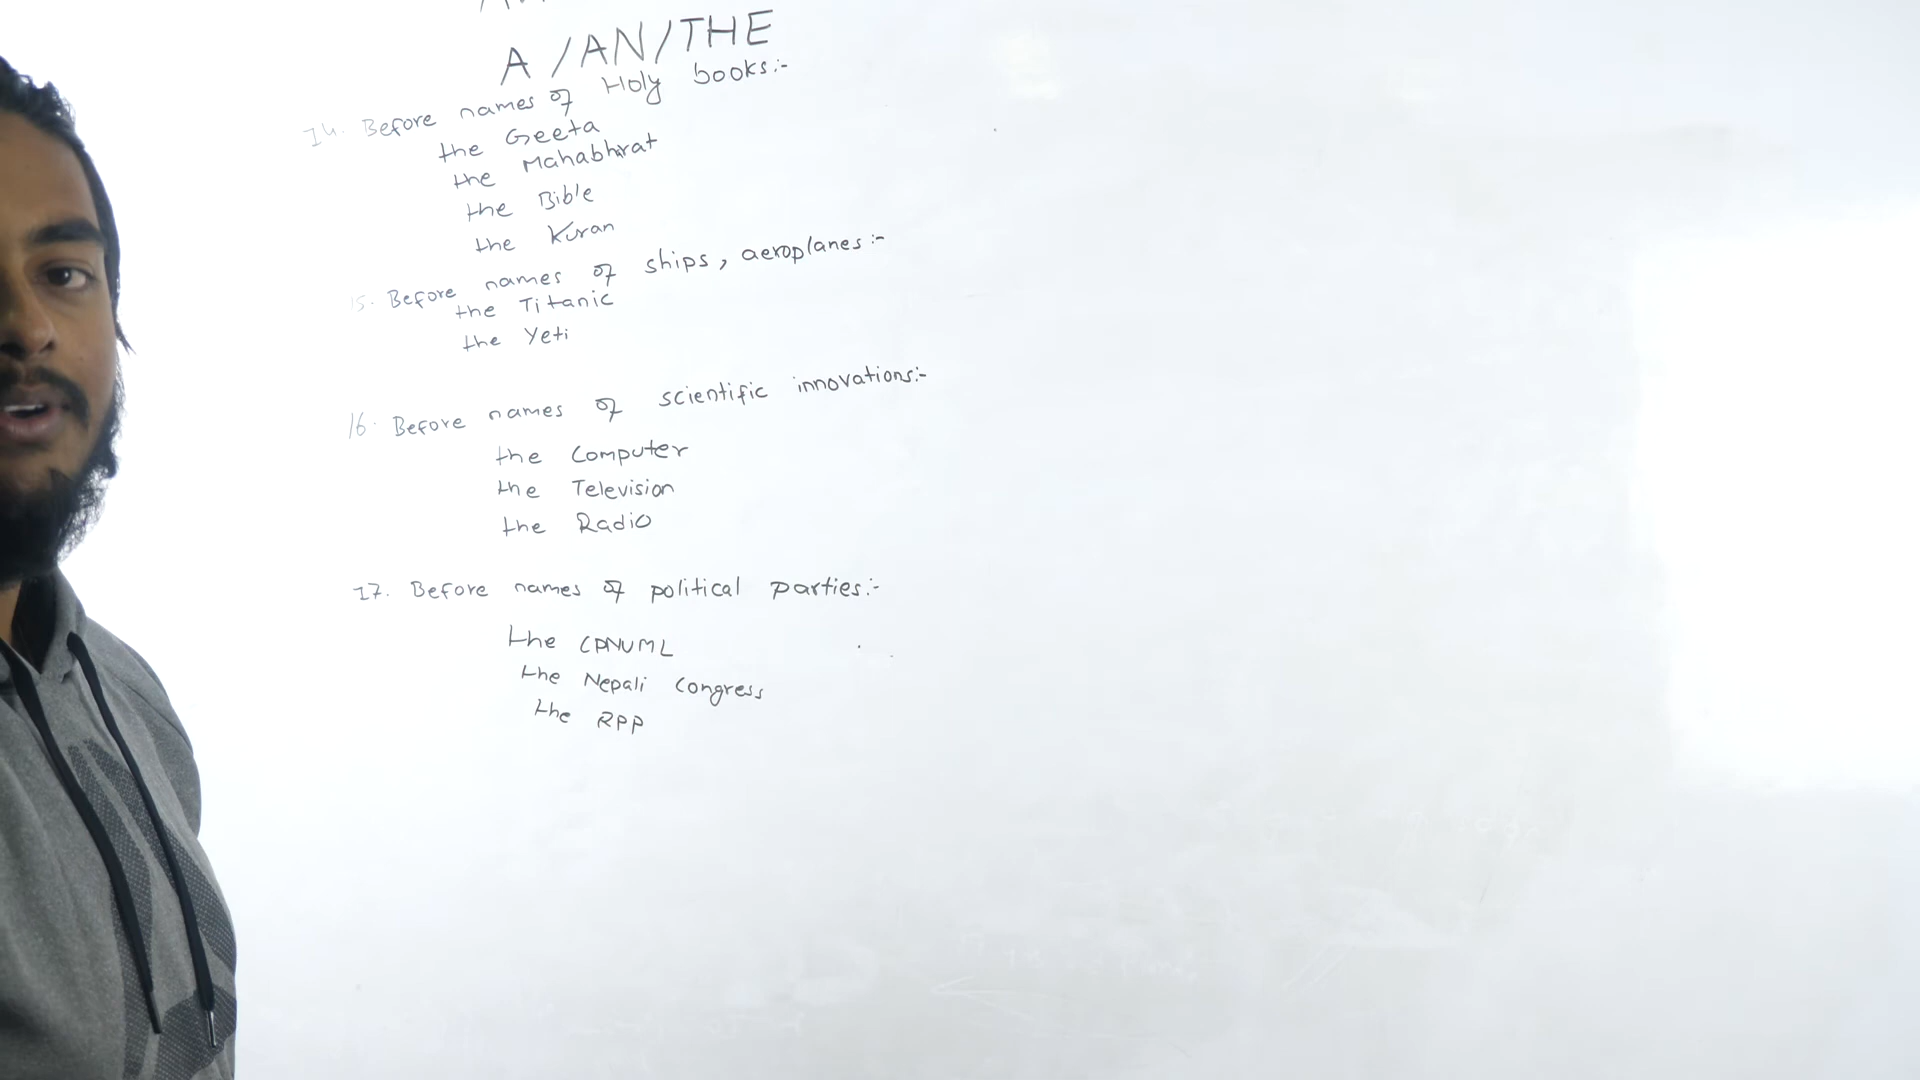 A/AN/THE
14. Before names of Holy books:-
the Geeta
the Mahabharat
the Bible
the Kuran
15. Before names of ships, aeroplanes:-
the Titanic
the Yeti
16. Before names of scientific innovations:-
the Computer
the Television
the Radio
17. Before names of political parties:-
the CPNUML
the Nepali Congress
the RPP